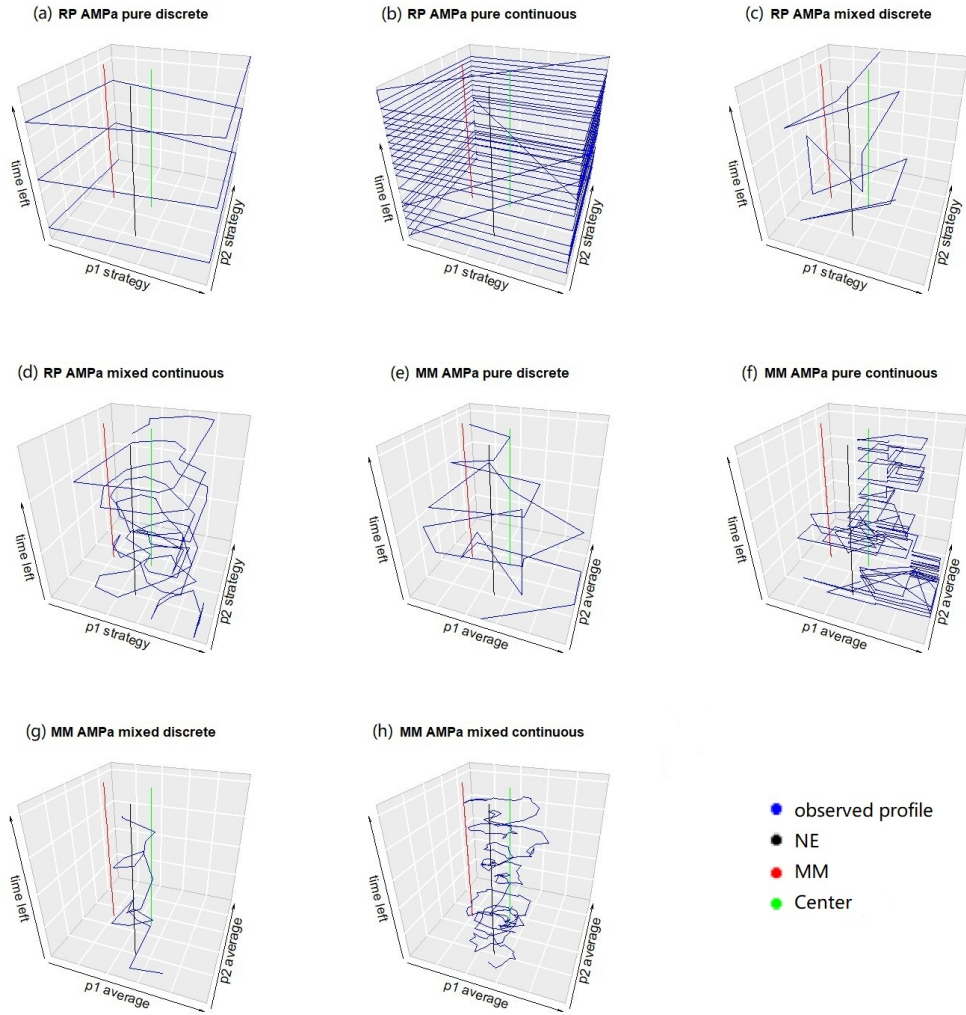 (a) RP AMPa pure discrete
time left
p1 strategy
p2 strategy
(b) RP AMPa pure continuous
time left
p1 strategy
p2 strategy
(c) RP AMPa mixed discrete
time left
p1 strategy
p2 strategy
(d) RP AMPa mixed continuous
time left
p1 strategy
p2 strategy
(e) MM AMPa pure discrete
time left
p1 average
p2 average
(f) MM AMPa pure continuous
time left
p1 average
p2 average
(g) MM AMPa mixed discrete
time left
p1 average
p2 average
(h) MM AMPa mixed continuous
time left
p1 average
p2 average
observed profile
NE
MM
Center